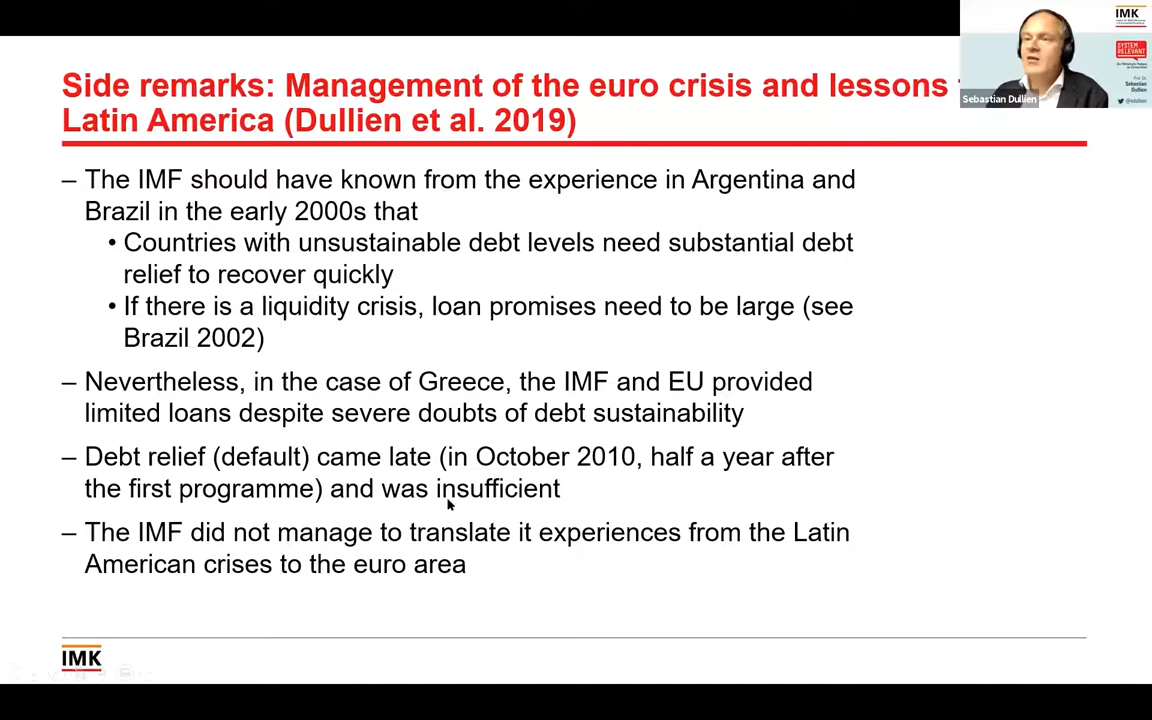 Side remarks: Management of the euro crisis and lessons
Latin America (Dullien et al. 2019)
– The IMF should have known from the experience in Argentina and
Brazil in the early 2000s that
• Countries with unsustainable debt levels need substantial debt
relief to recover quickly
• If there is a liquidity crisis, loan promises need to be large (see
Brazil 2002)
– Nevertheless, in the case of Greece, the IMF and EU provided
limited loans despite severe doubts of debt sustainability
– Debt relief (default) came late (in October 2010, half a year after
the first programme) and was insufficient
– The IMF did not manage to translate it experiences from the Latin
American crises to the euro area
IMK
IMK
SYSTEM
RELEVANT
Prof. Dr.
Sebastian
Dullien
Sebastian Dullien